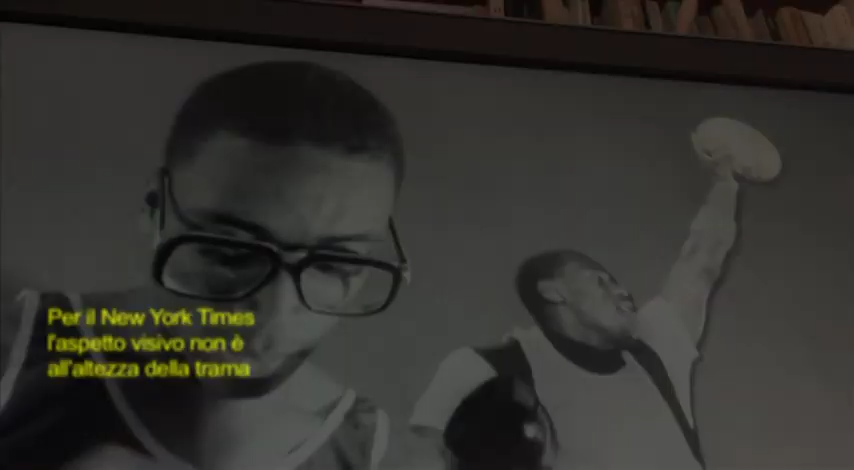 Per il New York Times
l'aspetto visivo non è
all'altezza della trama